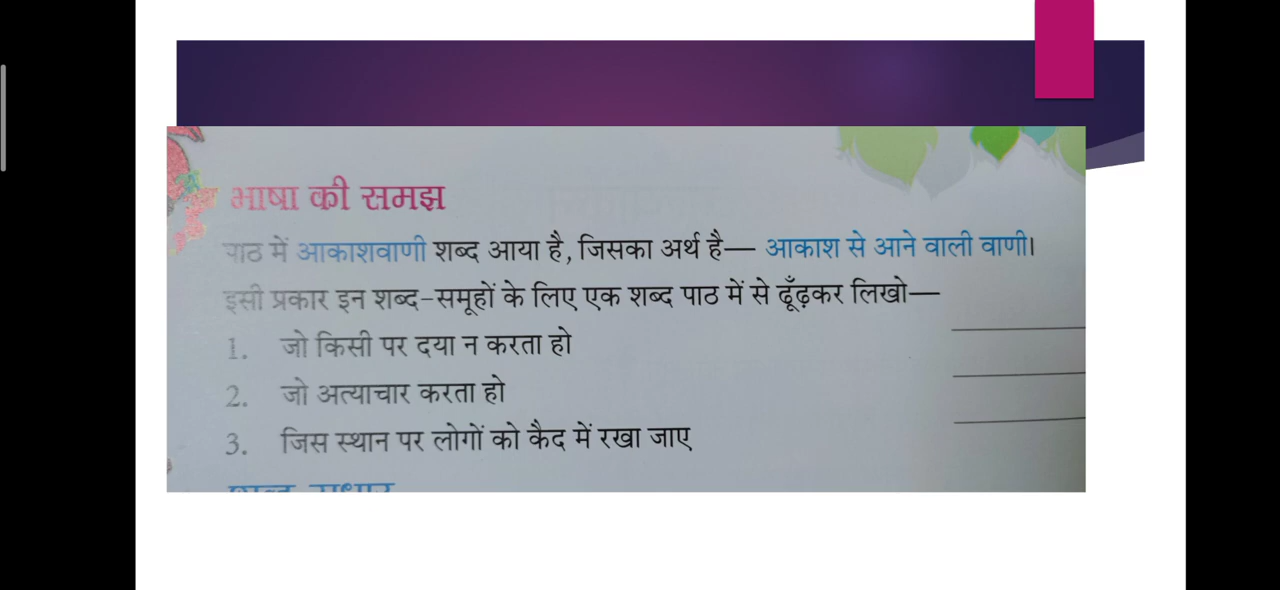 भाषा की समझ
पाठ में आकाशवाणी शब्द आया है, जिसका अर्थ है— आकाश से आने वाली वाणी।
इसी प्रकार इन शब्द-समूहों के लिए एक शब्द पाठ में से ढूँढ़कर लिखो—
1. जो किसी पर दया न करता हो
2. जो अत्याचार करता हो
3. जिस स्थान पर लोगों को कैद में रखा जाए